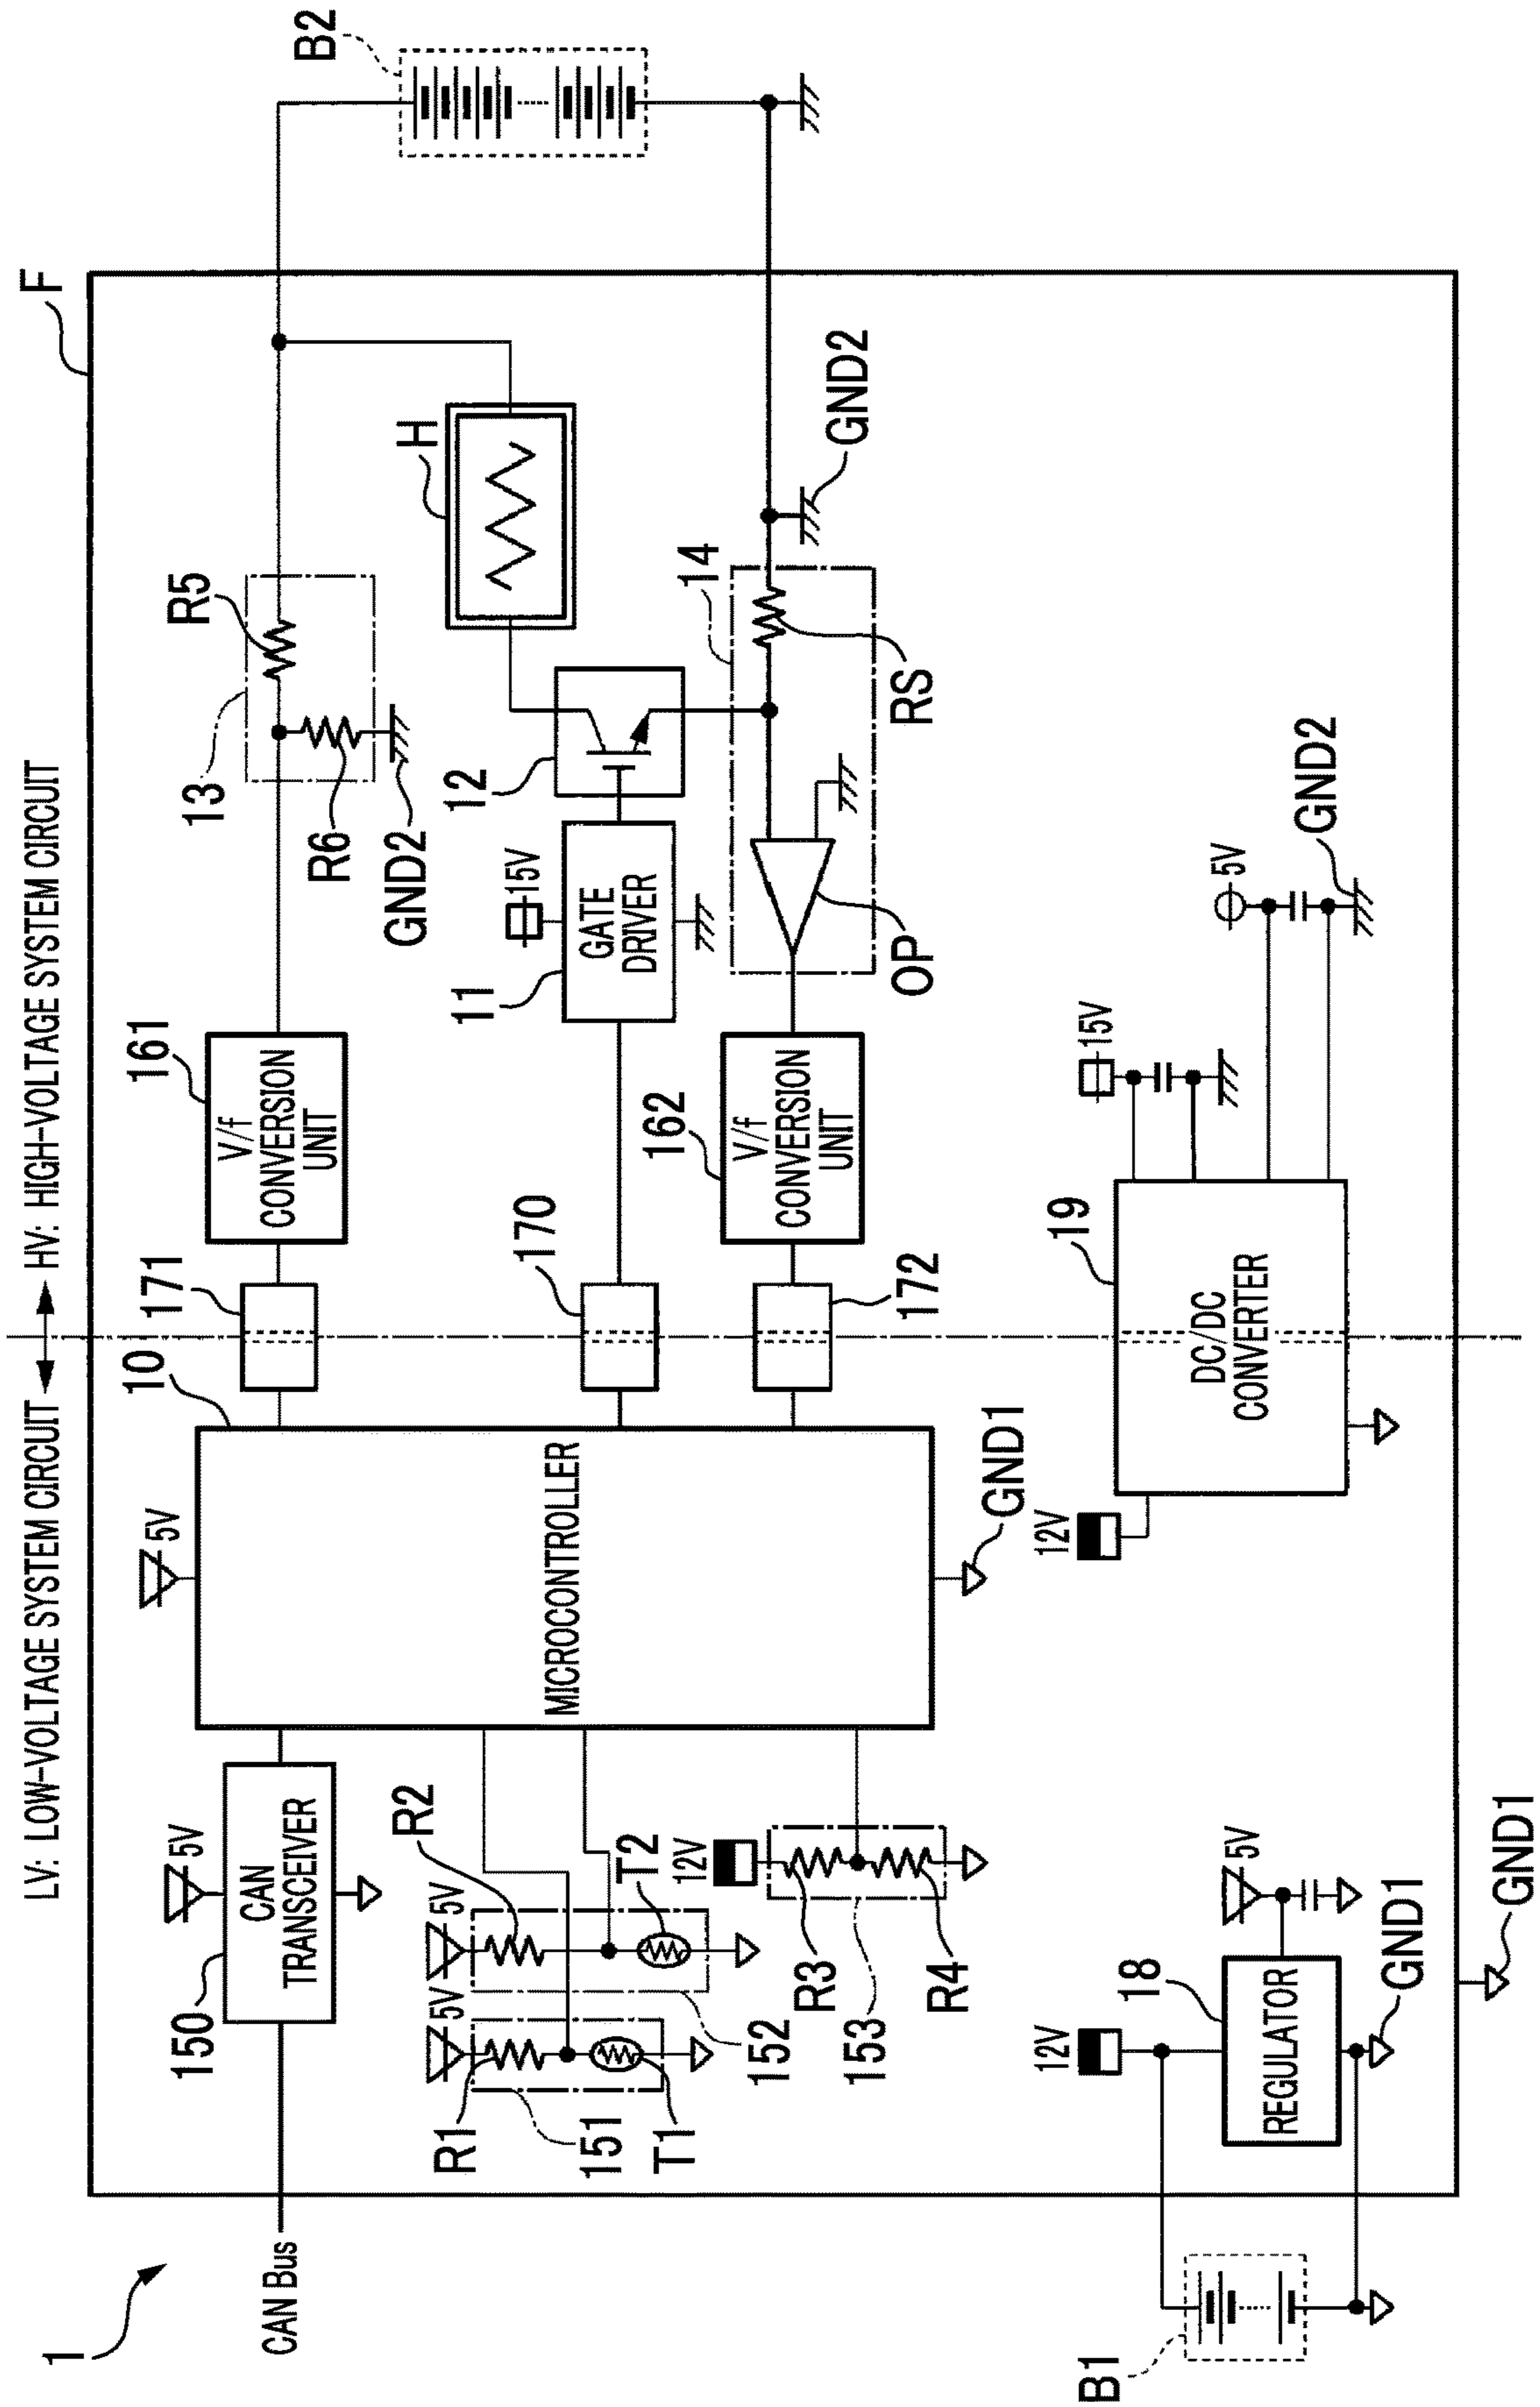 1
F
LV: LOW-VOLTAGE SYSTEM CIRCUIT
HV: HIGH-VOLTAGE SYSTEM CIRCUIT
CAN Bus
150
CAN
TRANSCEIVER
5V
10
5V
MICROCONTROLLER
GND1
171
161
V/f
CONVERSION
UNIT
13
R5
R6
GND2
B2
R1
5V
151
T1
R2
5V
152
T2
12V
R3
153
R4
170
11
15V
GATE
DRIVER
12
H
162
V/f
CONVERSION
UNIT
172
14
RS
OP
GND2
B1
12V
18
REGULATOR
5V
GND1
GND1
12V
19
DC/DC
CONVERTER
15V
5V
GND2